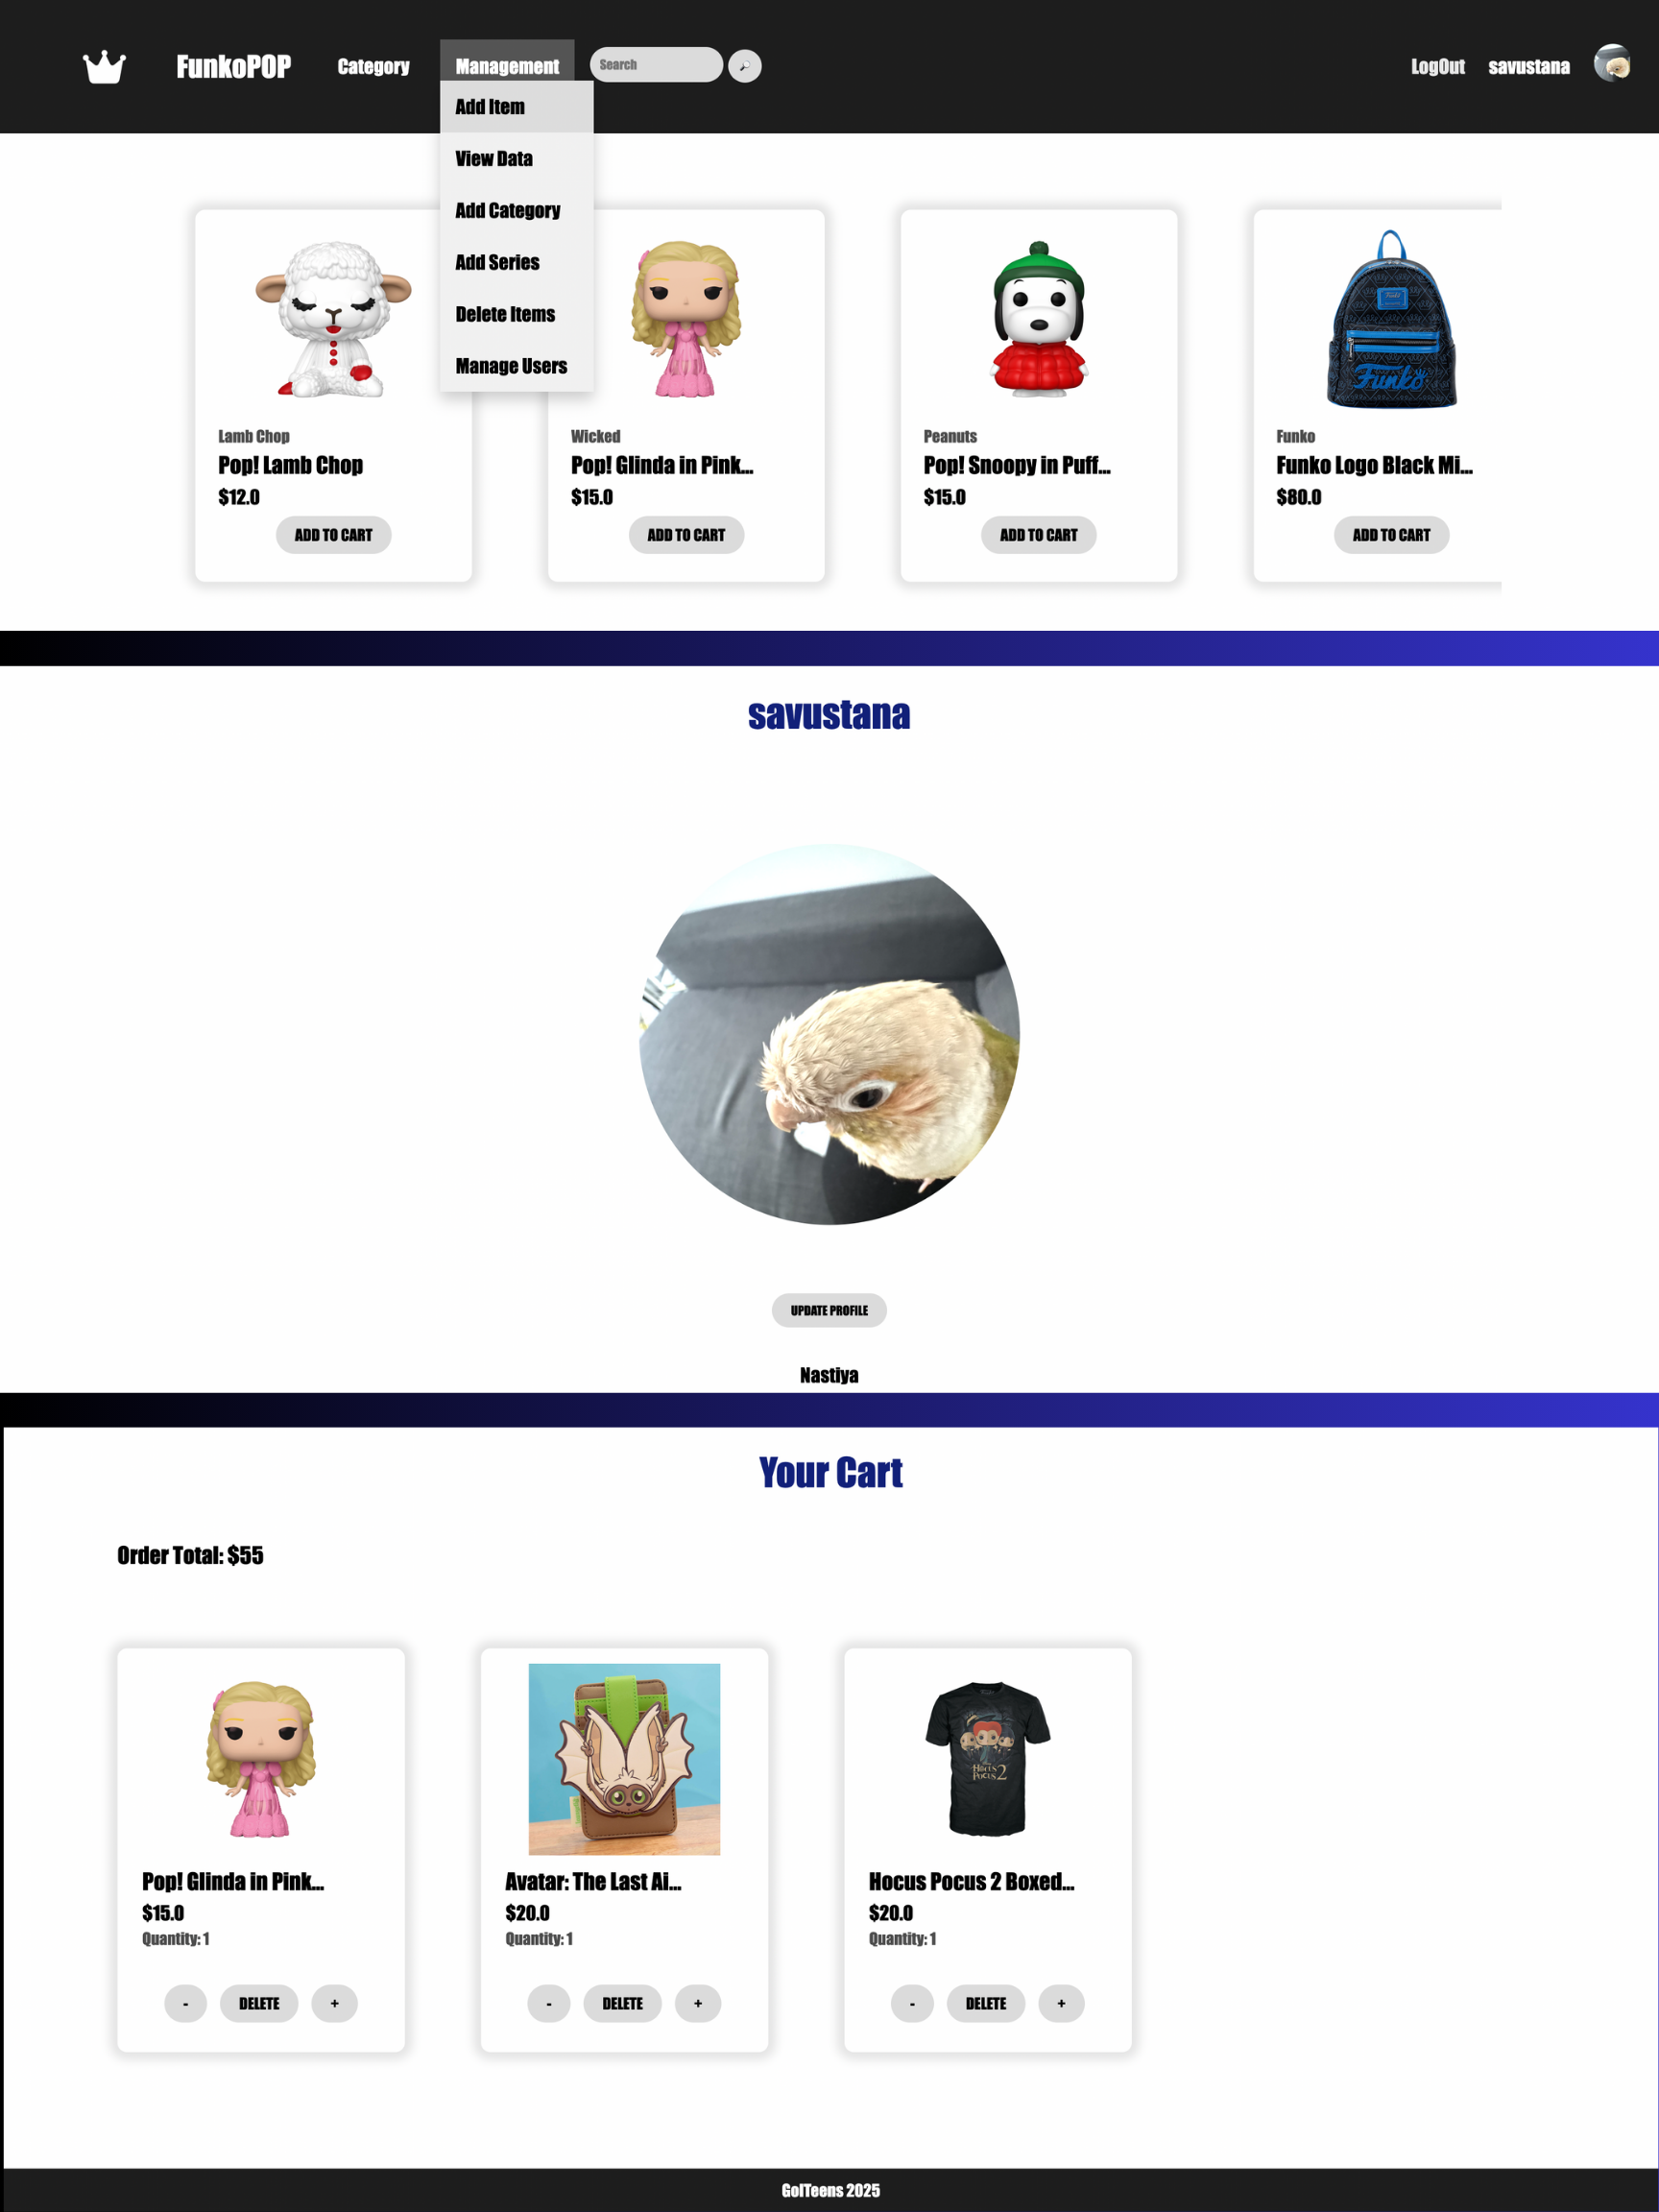 FunkoPOP Category Management Search LogOut savustana
Add Item
View Data
Add Category
Add Series
Delete Items
Manage Users
Lamb Chop
Pop! Lamb Chop
$12.0
ADD TO CART
Wicked
Pop! Glinda in Pink...
$15.0
ADD TO CART
Peanuts
Pop! Snoopy in Puff...
$15.0
ADD TO CART
Funko
Funko
Funko Logo Black Mi...
$80.0
ADD TO CART
savustana
UPDATE PROFILE
Nastiya
Your Cart
Order Total: $55
Pop! Glinda in Pink...
$15.0
Quantity: 1
- DELETE +
Avatar: The Last Ai...
$20.0
Quantity: 1
- DELETE +
HOCUS
POCUS 2
Hocus Pocus 2 Boxed...
$20.0
Quantity: 1
- DELETE +
GoITeens 2025